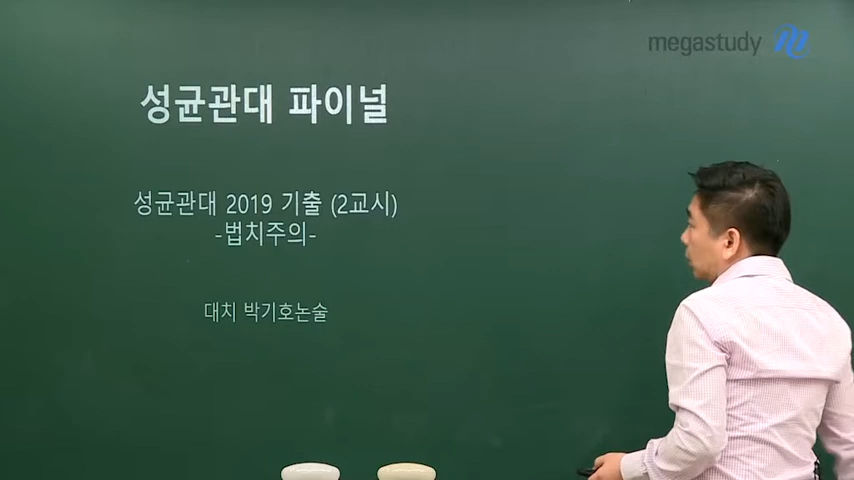 megastudy
성균관대 파이널
성균관대 2019 기출 (2교시)
-법치주의-
대치 박기호논술